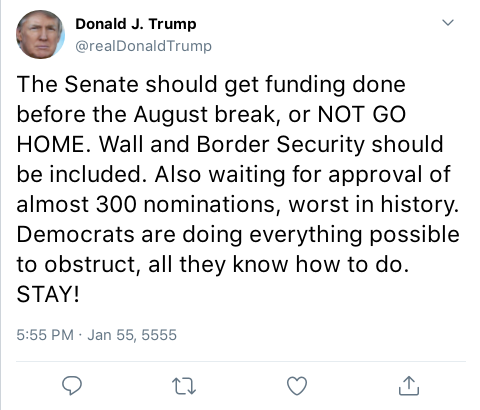 Donald J. Trump
@realDonaldTrump
The Senate should get funding done
before the August break, or NOT GO
HOME. Wall and Border Security should
be included. Also waiting for approval of
almost 300 nominations, worst in history.
Democrats are doing everything possible
to obstruct, all they know how to do.
STAY!
5:55 PM · Jan 55, 5555